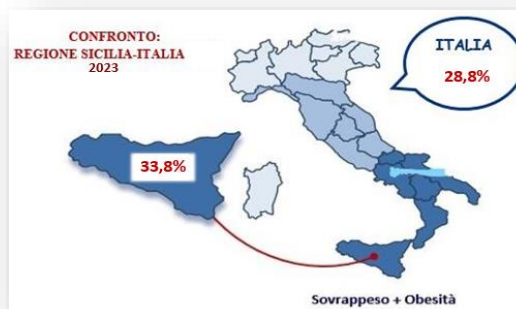 CONFRONTO:
REGIONE SICILIA-ITALIA
2023
ITALIA
28,8%
33,8%
Sovrappeso + Obesità